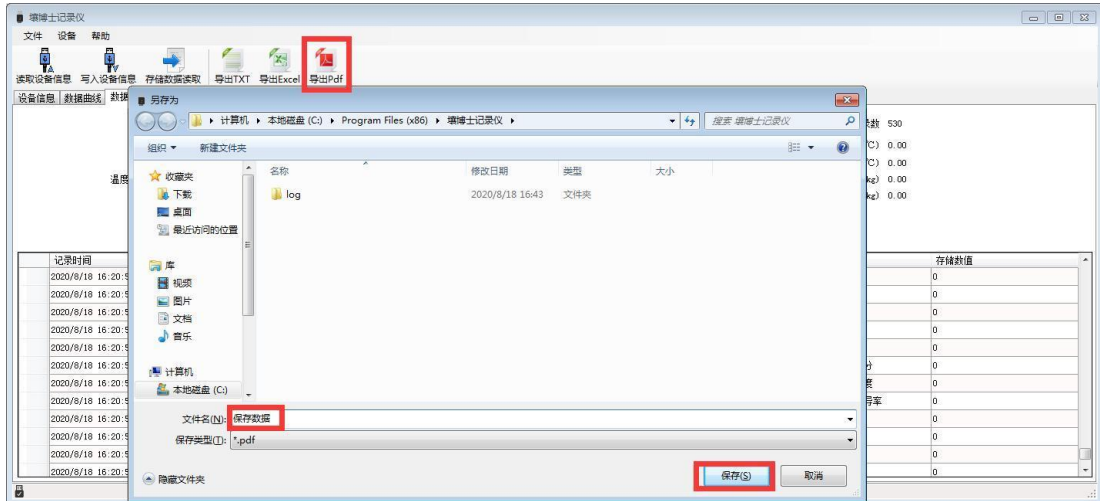 壤博士记录仪
文件 设备 帮助
读取设备信息 写入设备信息 存储数据读取 导出TXT 导出Excel 导出Pdf
设备信息 数据曲线 数据
另存为
计算机 本地磁盘 (C:) Program Files (x86) 壤博士记录仪
搜索 壤博士记录仪
组织 新建文件夹
名称 修改日期 类型 大小
log 2020/8/18 16:43 文件夹
收藏夹
下载
桌面
最近访问的位置
库
视频
图片
文档
音乐
计算机
本地磁盘 (C:)
文件名(N): 保存数据
保存类型(T): *.pdf
隐藏文件夹
保存(S) 取消
温度
数 530
℃) 0.00
℃) 0.00
kg) 0.00
kg) 0.00
记录时间 存储数值
2020/8/18 16:20:5 0
2020/8/18 16:20:5 0
2020/8/18 16:20:5 0
2020/8/18 16:20:5 0
2020/8/18 16:20:5 0
2020/8/18 16:20:5 分 0
2020/8/18 16:20:5 度 0
2020/8/18 16:20:5 导率 0
2020/8/18 16:20:5 0
2020/8/18 16:20:5 0
2020/8/18 16:20:5 0
2020/8/18 16:20:5 0